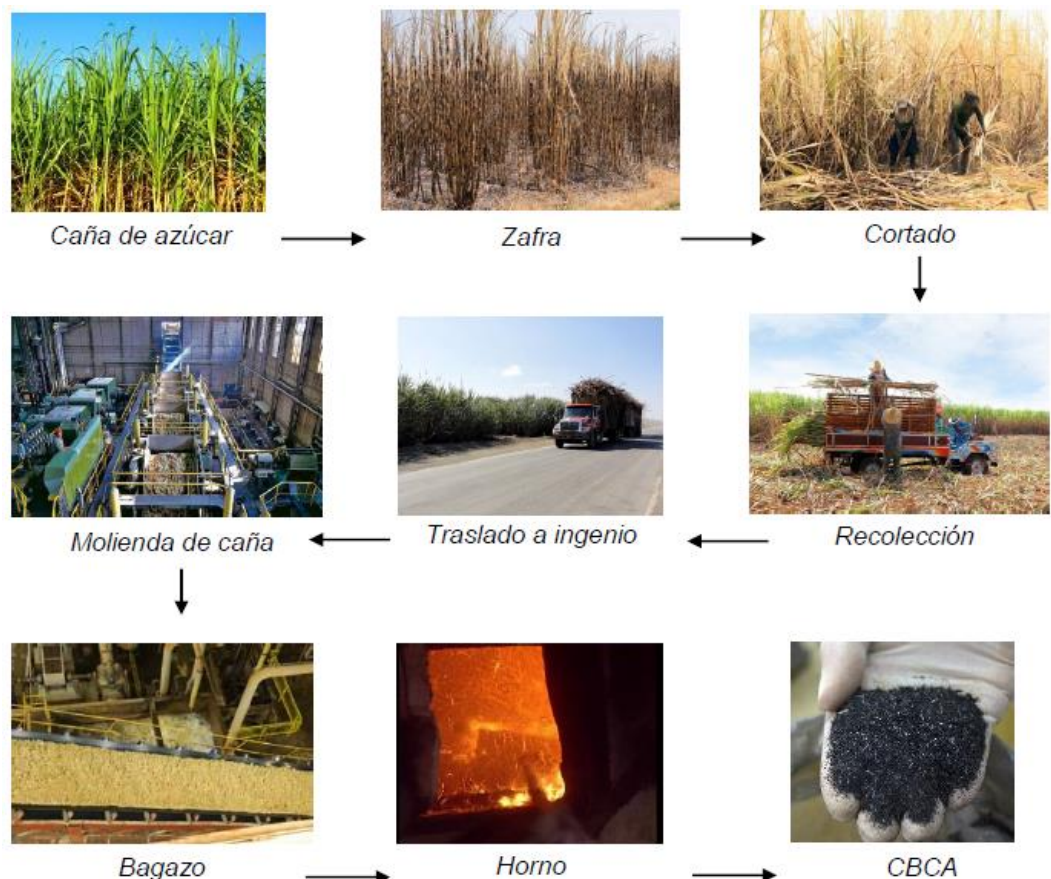 Caña de azúcar
Zafra
Cortado
Recolección
Traslado a ingenio
Molienda de caña
Bagazo
Horno
CBCA